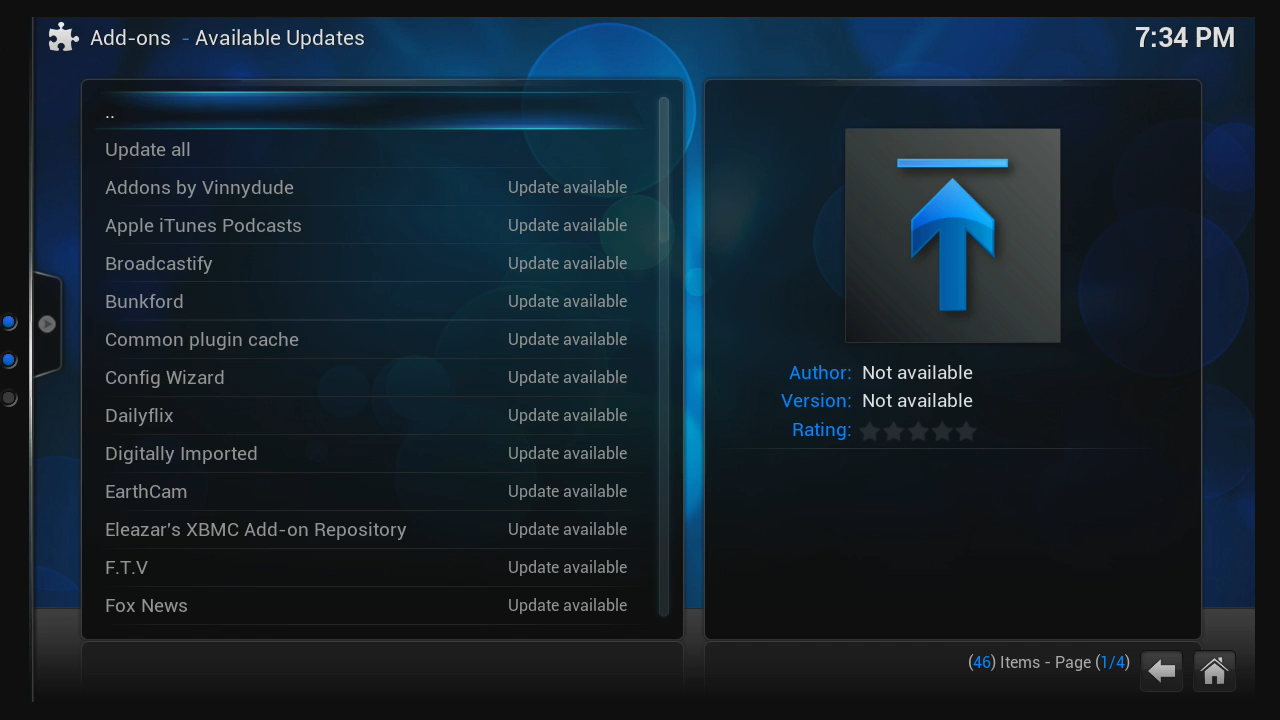 Add-ons - Available Updates
7:34 PM
..
Update all
Addons by Vinnydude Update available
Apple iTunes Podcasts Update available
Broadcastify Update available
Bunkford Update available
Common plugin cache Update available
Config Wizard Update available
Dailyflix Update available
Digitally Imported Update available
EarthCam Update available
Eleazar's XBMC Add-on Repository Update available
F.T.V Update available
Fox News Update available
Author: Not available
Version: Not available
Rating:
(46) Items - Page (1/4)